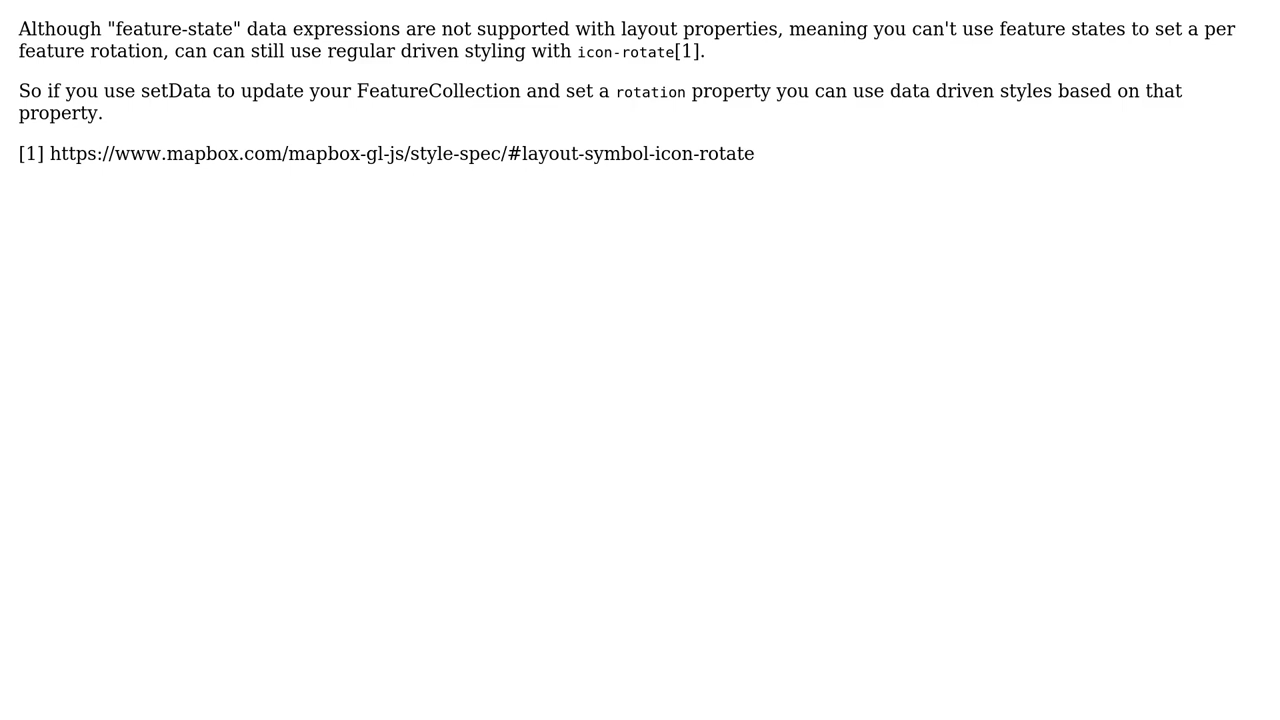 Although "feature-state" data expressions are not supported with layout properties, meaning you can't use feature states to set a per
feature rotation, can can still use regular driven styling with icon-rotate[1].
So if you use setData to update your FeatureCollection and set a rotation property you can use data driven styles based on that
property.
[1] https://www.mapbox.com/mapbox-gl-js/style-spec/#layout-symbol-icon-rotate